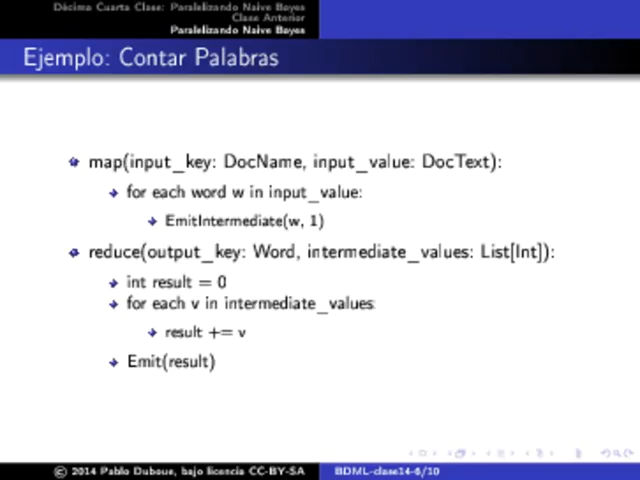 Décima Cuarta Clase: Paralelizando Naive Bayes
Clase Anterior
Paralelizando Naive Bayes
Ejemplo: Contar Palabras
map(input_key: DocName, input_value: DocText):
for each word w in input_value:
EmitIntermediate(w, 1)
reduce(output_key: Word, intermediate_values: List[Int]):
int result = 0
for each v in intermediate_values
result += v
Emit(result)
© 2014 Pablo Duboue, bajo licencia CC-BY-SA
BDML-clase14-6/10